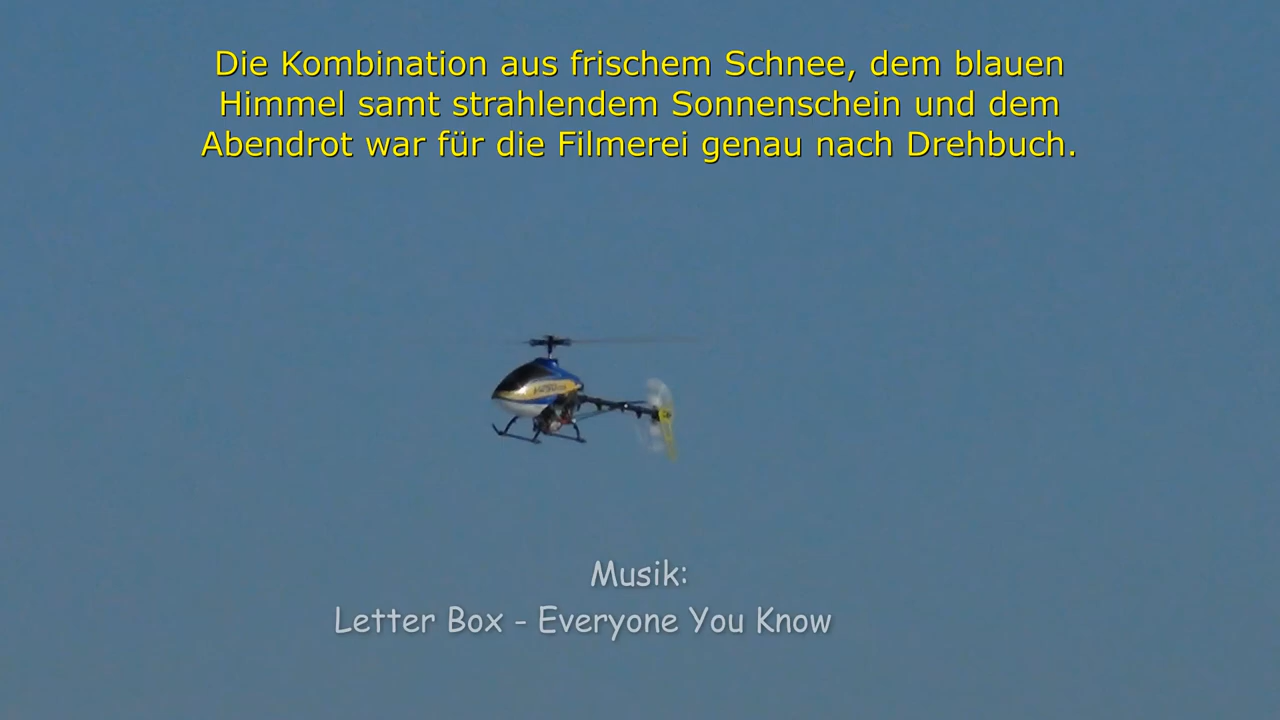 Die Kombination aus frischem Schnee, dem blauen
Himmel samt strahlendem Sonnenschein und dem
Abendrot war für die Filmerei genau nach Drehbuch.
Musik:
Letter Box - Everyone You Know